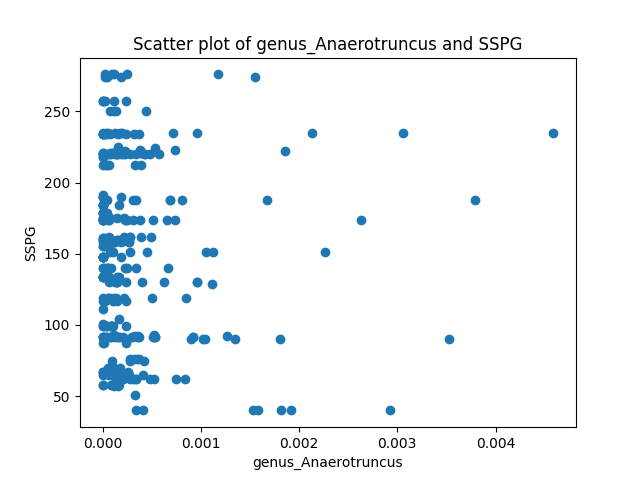 Scatter plot of genus_Anaerotruncus and SSPG
250
200
150
100
50
SSPG
0.000 0.001 0.002 0.003 0.004
genus_Anaerotruncus